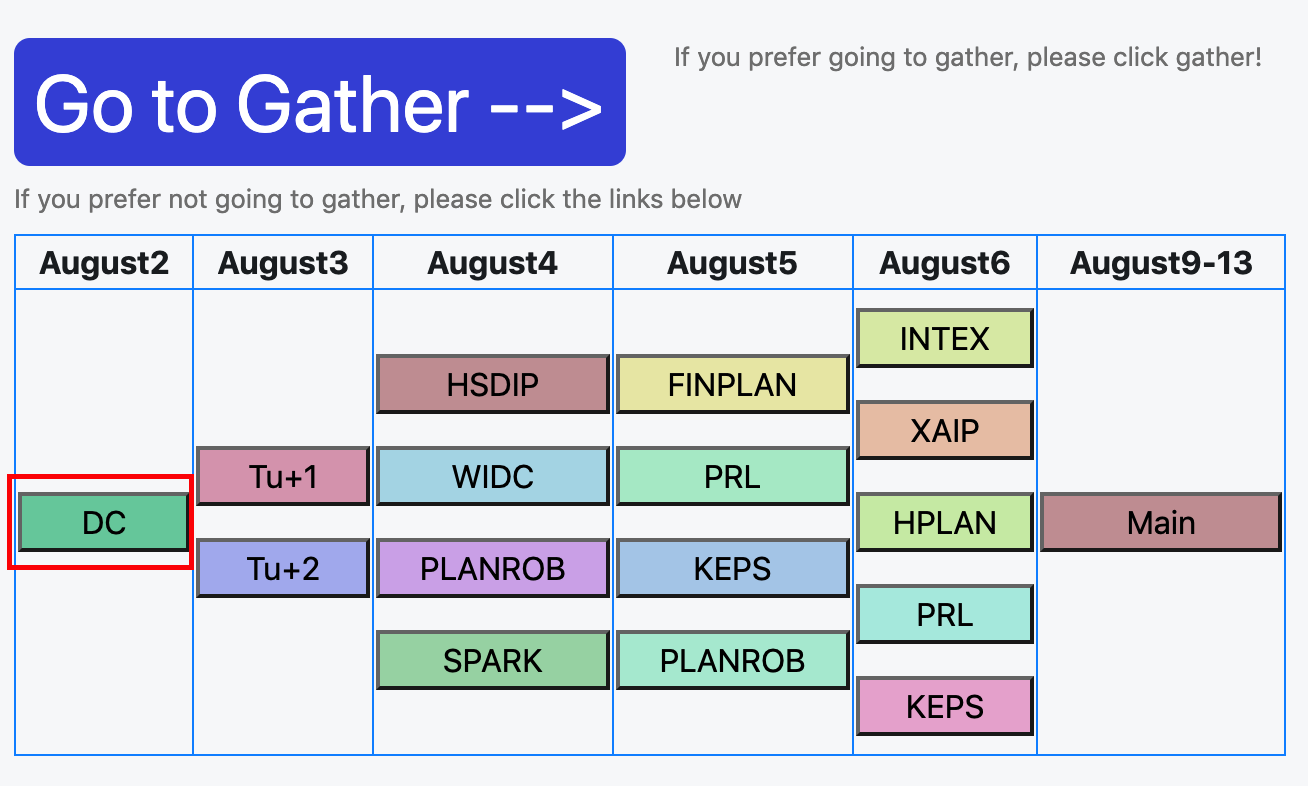 Go to Gather -->
If you prefer going to gather, please click gather!
If you prefer not going to gather, please click the links below
August2 August3 August4 August5 August6 August9-13
DC
Tu+1
Tu+2
HSDIP
WIDC
PLANROB
SPARK
FINPLAN
PRL
KEPS
PLANROB
INTEX
XAIP
HPLAN
PRL
KEPS
Main